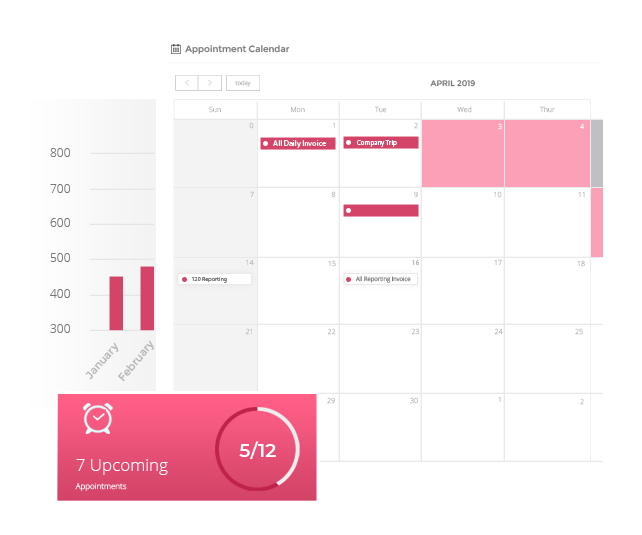 Appointment Calendar
today
APRIL 2019
Sun Mon Tue Wed Thur
0 1 2 3 4
All Daily Invoice Company Trip
7 8 9 10 11
14 15 16 17 18
120 Reporting All Reporting Invoice
21 22 23 24 25
29 30 1 2
800
700
600
500
400
300
January
February
7 Upcoming
Appointments
5/12